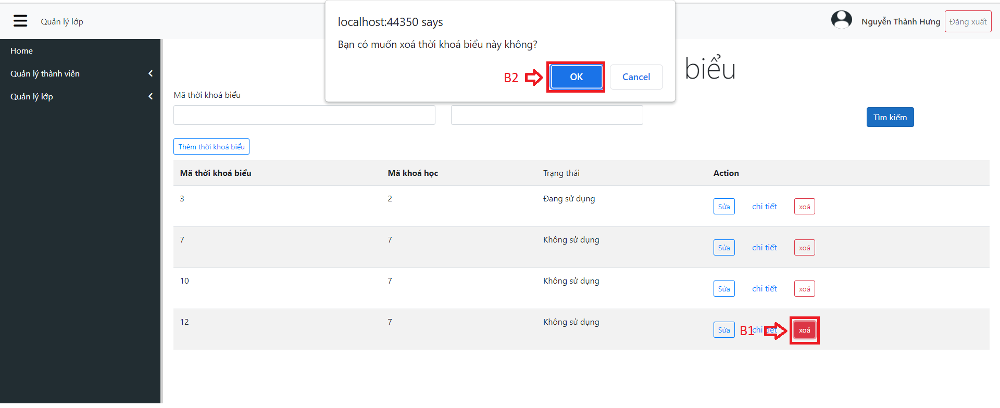 localhost:44350 says
Bạn có muốn xoá thời khoá biểu này không?
B2
OK
Cancel
Quản lý lớp
Nguyễn Thành Hưng
Đăng xuất
Home
Quản lý thành viên
Quản lý lớp
biểu
Mã thời khoá biểu
Tìm kiếm
Thêm thời khoá biểu
Mã thời khoá biểu Mã khoá học Trạng thái Action
3 2 Đang sử dụng Sửa chi tiết xoá
7 7 Không sử dụng Sửa chi tiết xoá
10 7 Không sử dụng Sửa chi tiết xoá
12 7 Không sử dụng Sửa B1 chi tiết xoá